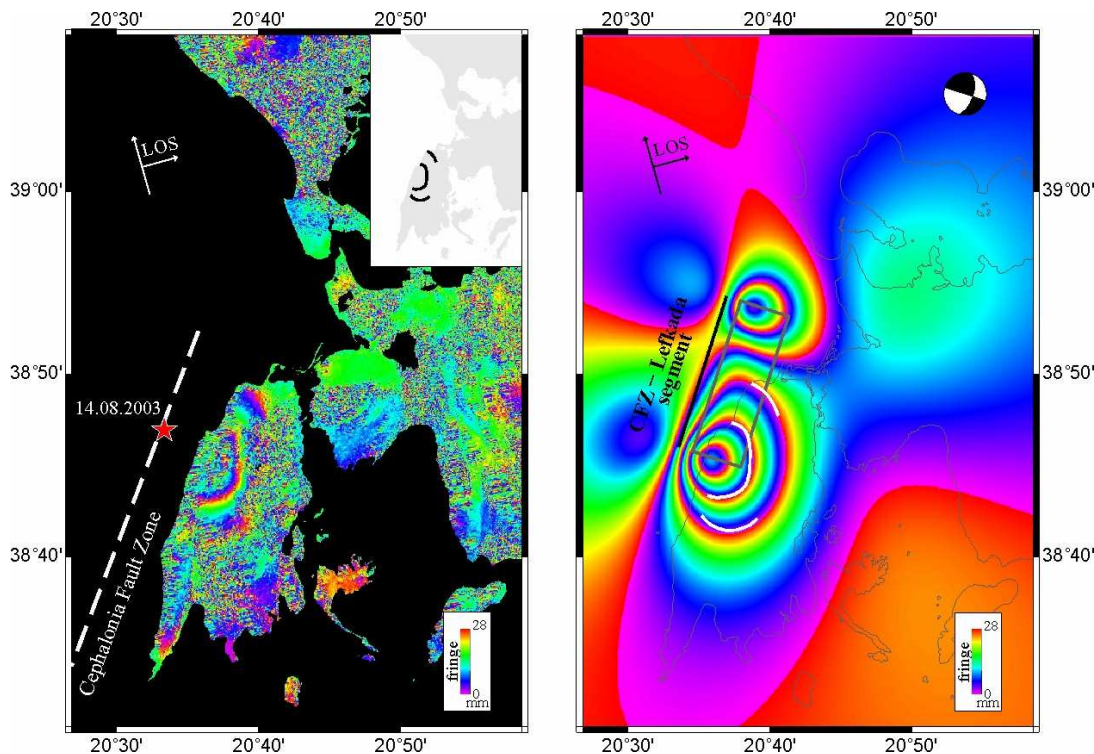 20°30' 20°40' 20°50'
20°30' 20°40' 20°50'
LOS
LOS
39°00'
39°00'
38°50'
38°50'
CFZ – Lefkada
segment
14.08.2003
Cephalonia Fault Zone
38°40'
38°40'
28
fringe
0
mm
28
fringe
0
mm
20°30' 20°40' 20°50'
20°30' 20°40' 20°50'